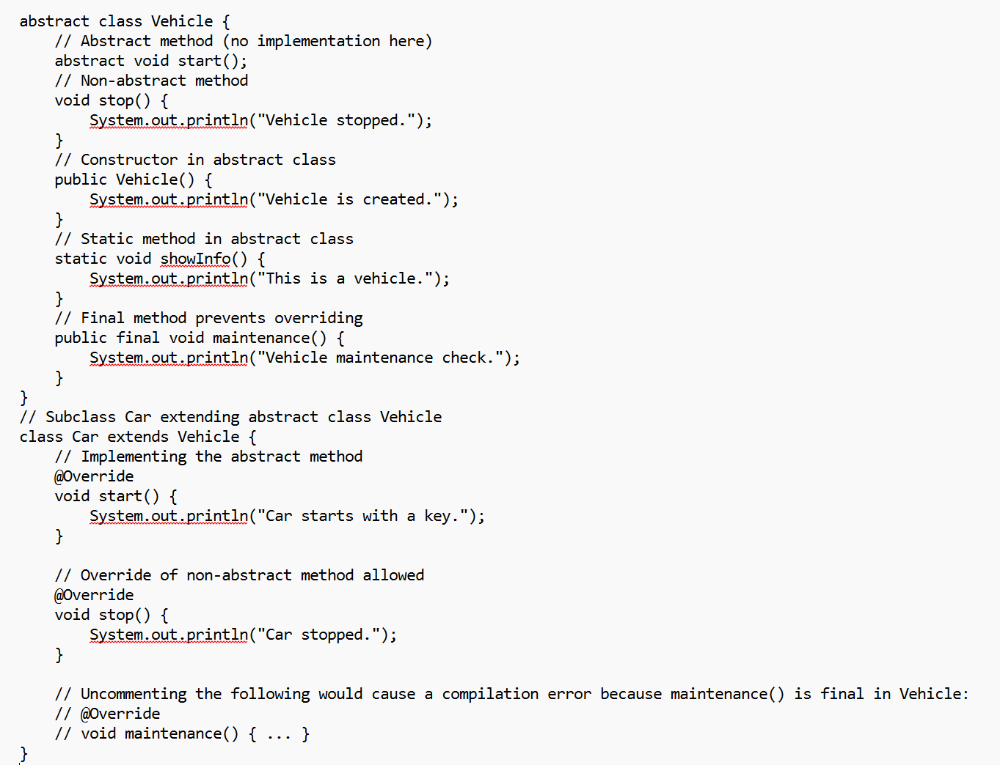 abstract class Vehicle {
    // Abstract method (no implementation here)
    abstract void start();
    // Non-abstract method
    void stop() {
        System.out.println("Vehicle stopped.");
    }
    // Constructor in abstract class
    public Vehicle() {
        System.out.println("Vehicle is created.");
    }
    // Static method in abstract class
    static void showInfo() {
        System.out.println("This is a vehicle.");
    }
    // Final method prevents overriding
    public final void maintenance() {
        System.out.println("Vehicle maintenance check.");
    }
}
// Subclass Car extending abstract class Vehicle
class Car extends Vehicle {
    // Implementing the abstract method
    @Override
    void start() {
        System.out.println("Car starts with a key.");
    }

    // Override of non-abstract method allowed
    @Override
    void stop() {
        System.out.println("Car stopped.");
    }

    // Uncommenting the following would cause a compilation error because maintenance() is final in Vehicle:
    // @Override
    // void maintenance() { ... }
}